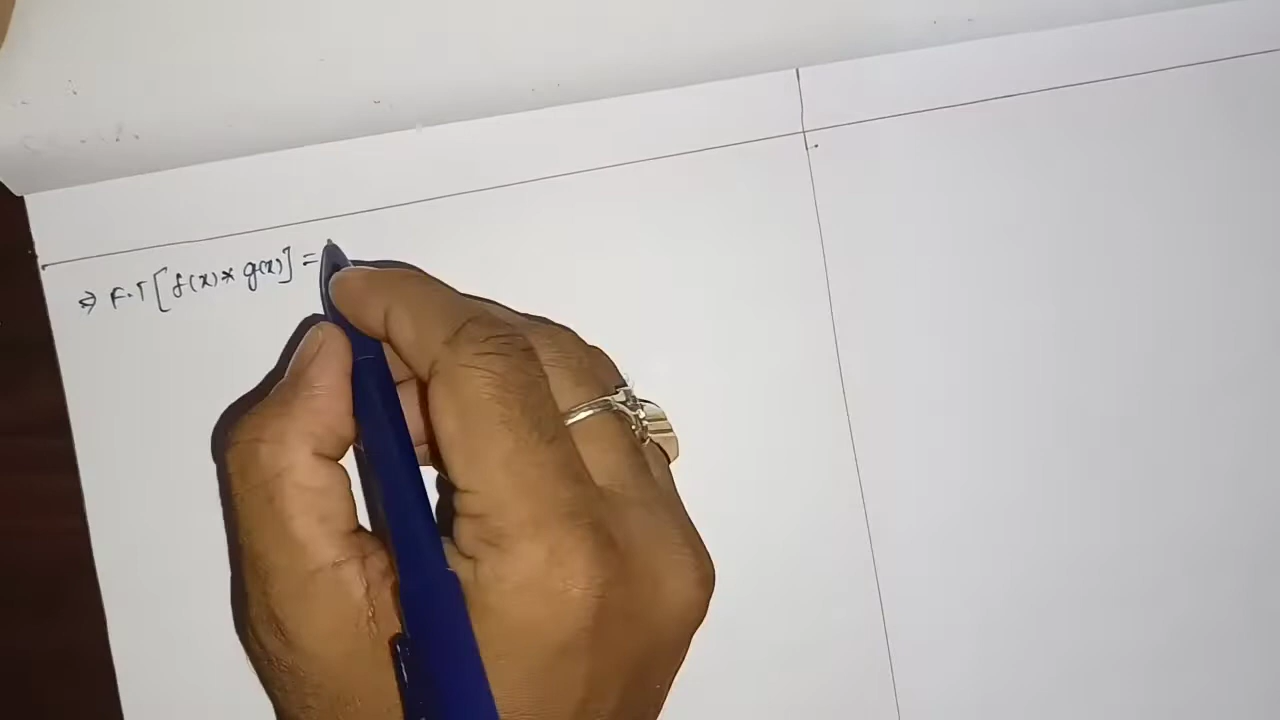 ⇒ F.T[f(x)* g(x)] =